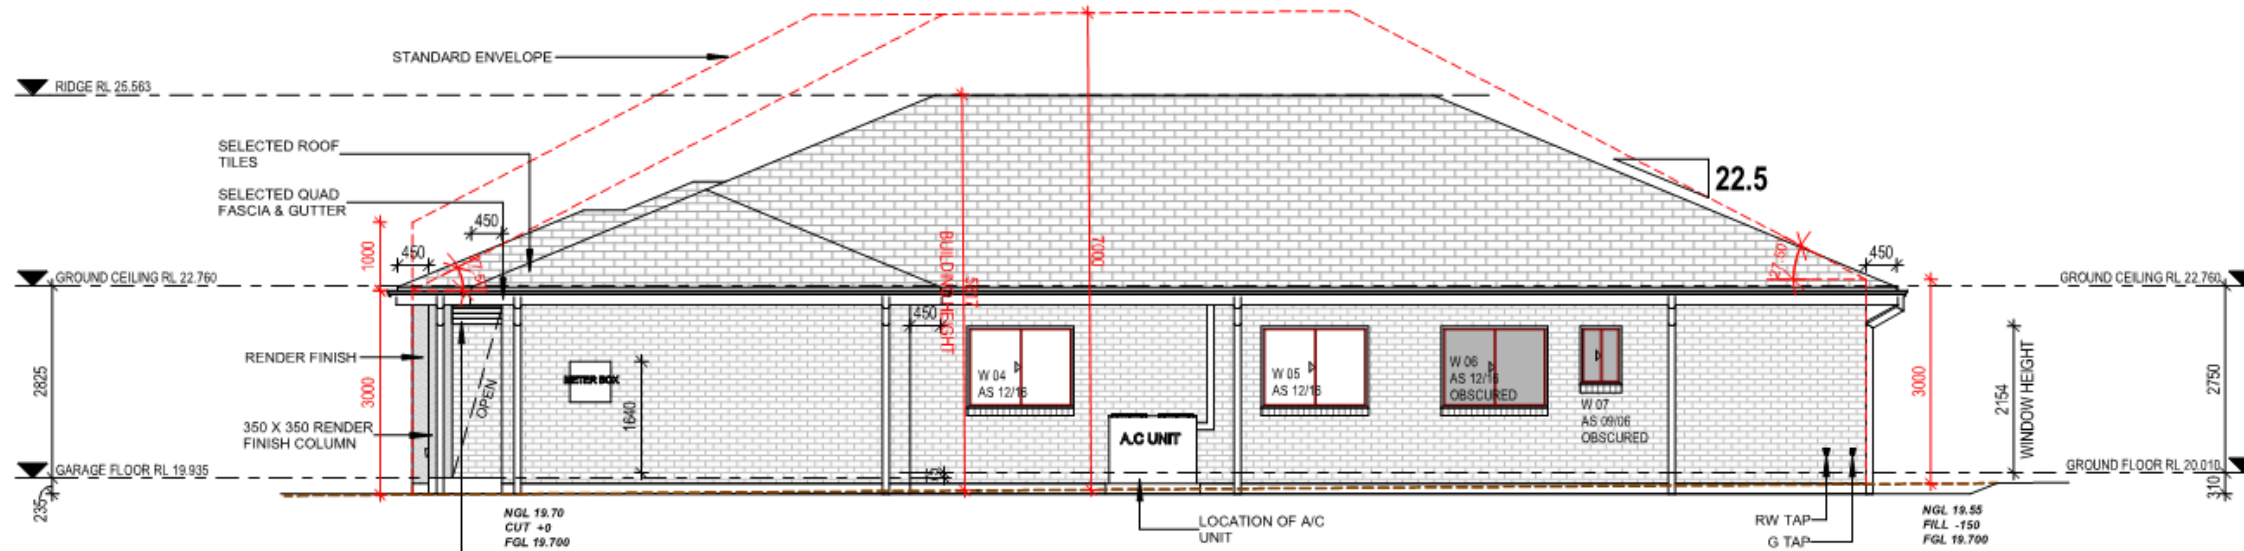 STANDARD ENVELOPE
RIDGE RL 25.563
SELECTED ROOF
TILES
SELECTED QUAD
FASCIA & GUTTER
22.5
450
450
1000
7000
BUILDING HEIGHT
27.50
450
GROUND CEILING RL 22.760
GROUND CEILING RL 22.760
450
RENDER FINISH
METER BOX
OPEN
W 04
AS 12/16
W 05
AS 12/16
W 06
AS 12/16
OBSCURED
W 07
AS 09/06
OBSCURED
2825
3000
1640
A.C UNIT
3000
2154
WINDOW HEIGHT
2750
350 X 350 RENDER
FINISH COLUMN
GARAGE FLOOR RL 19.935
GROUND FLOOR RL 20.010
235
310
NGL 19.70
CUT +0
FGL 19.700
LOCATION OF A/C
UNIT
RW TAP
G TAP
NGL 19.55
FILL -150
FGL 19.700